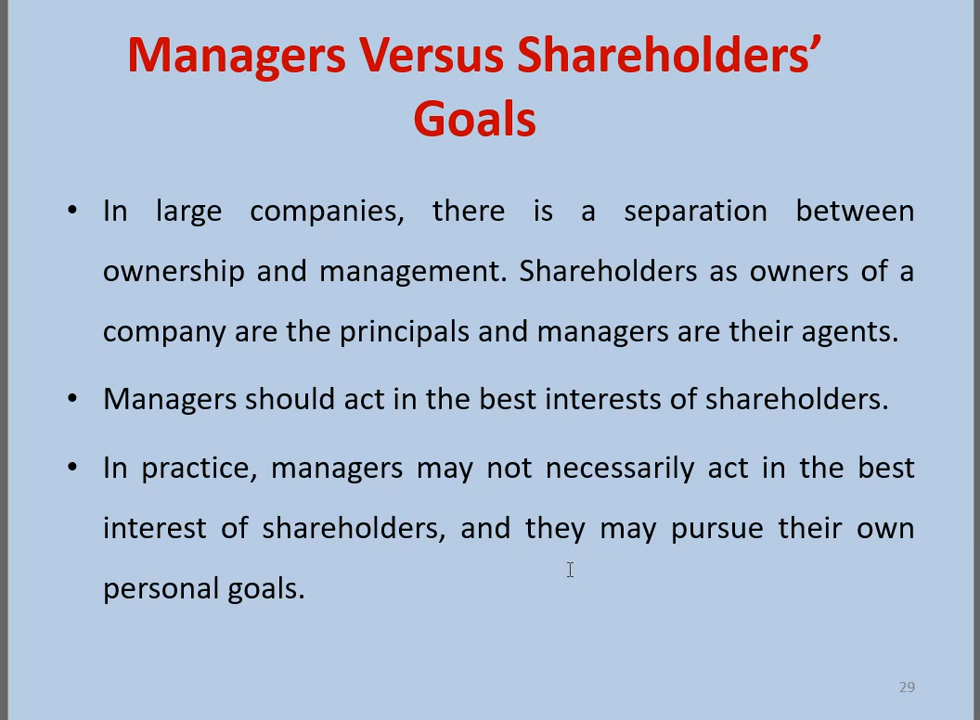 Managers Versus Shareholders’
Goals
• In large companies, there is a separation between
ownership and management. Shareholders as owners of a
company are the principals and managers are their agents.
• Managers should act in the best interests of shareholders.
• In practice, managers may not necessarily act in the best
interest of shareholders, and they may pursue their own
personal goals.
29